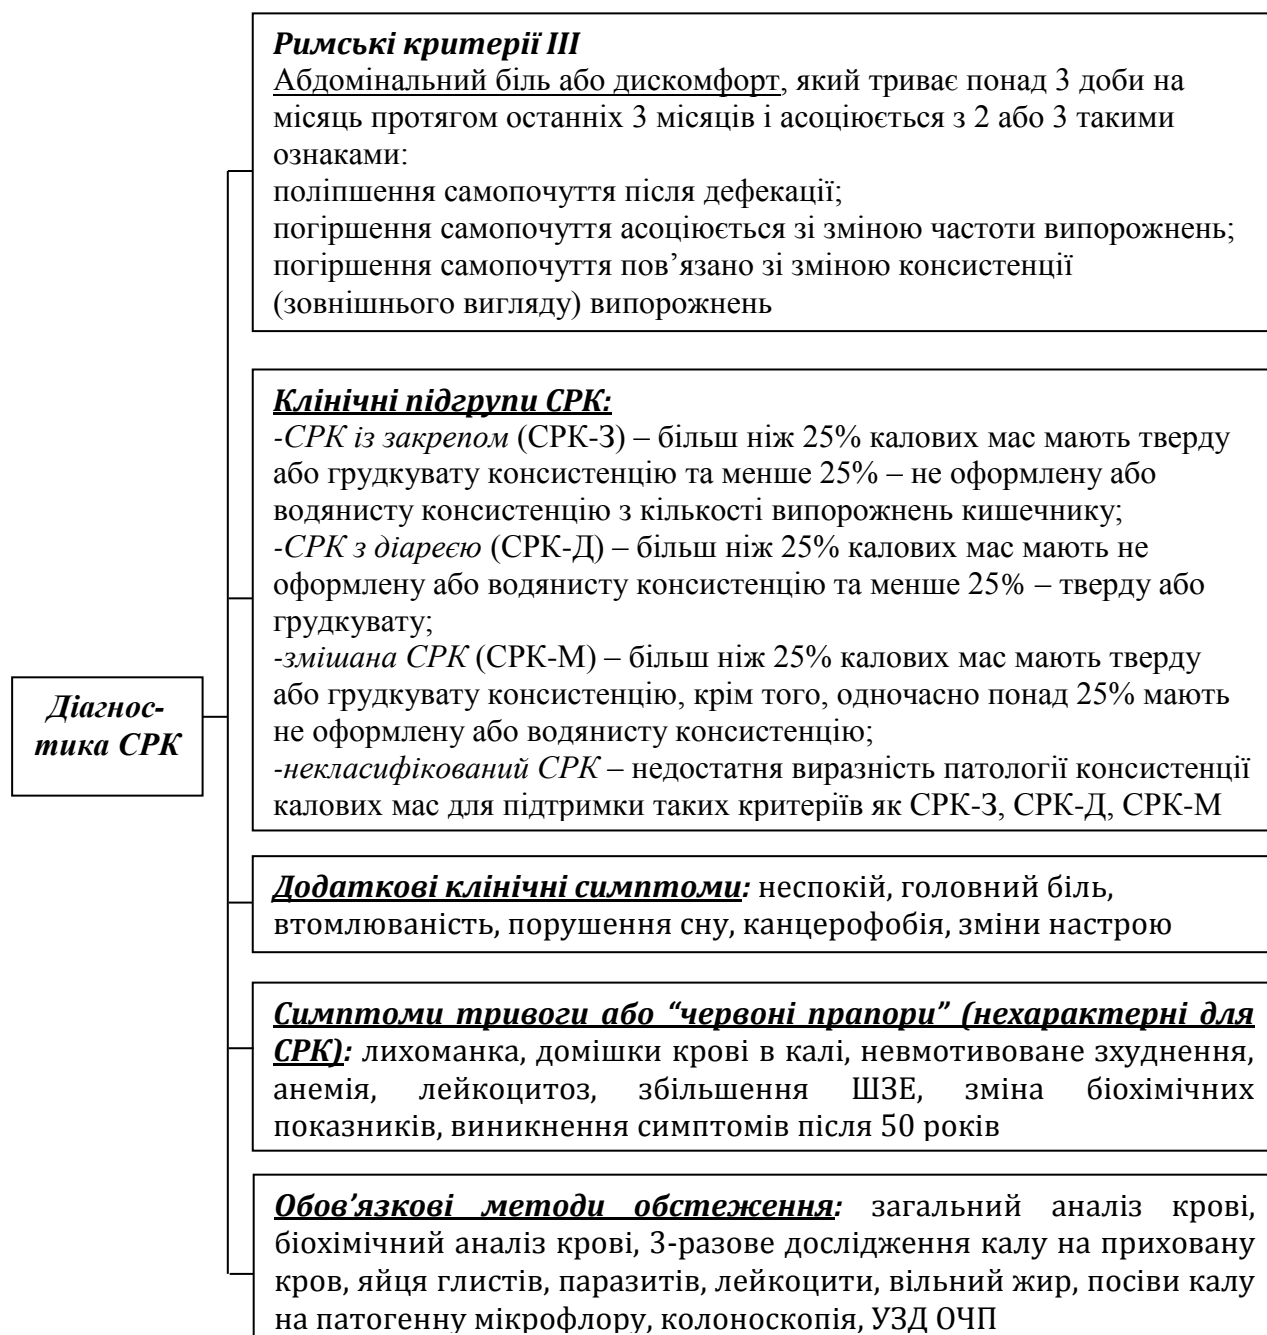 Римські критерії III
Абдомінальний біль або дискомфорт, який триває понад 3 доби на
місяць протягом останніх 3 місяців і асоціюється з 2 або 3 такими
ознаками:
поліпшення самопочуття після дефекації;
погіршення самопочуття асоціюється зі зміною частоти випорожнень;
погіршення самопочуття пов’язано зі зміною консистенції
(зовнішнього вигляду) випорожнень
Клінічні підгрупи СРК:
-СРК із закрепом (СРК-З) – більш ніж 25% калових мас мають тверду
або грудкувату консистенцію та менше 25% – не оформлену або
водянисту консистенцію з кількості випорожнень кишечнику;
-СРК з діареєю (СРК-Д) – більш ніж 25% калових мас мають не
оформлену або водянисту консистенцію та менше 25% – тверду або
грудкувату;
-змішана СРК (СРК-М) – більш ніж 25% калових мас мають тверду
або грудкувату консистенцію, крім того, одночасно понад 25% мають
не оформлену або водянисту консистенцію;
-некласифікований СРК – недостатня виразність патології консистенції
калових мас для підтримки таких критеріїв як СРК-З, СРК-Д, СРК-М
Діагнос-
тика СРК
Додаткові клінічні симптоми: неспокій, головний біль,
втомлюваність, порушення сну, канцерофобія, зміни настрою
Симптоми тривоги або “червоні прапори” (нехарактерні для
СРК): лихоманка, домішки крові в калі, невмотивоване зхуднення,
анемія, лейкоцитоз, збільшення ШЗЕ, зміна біохімічних
показників, виникнення симптомів після 50 років
Обов’язкові методи обстеження: загальний аналіз крові,
біохімічний аналіз крові, 3-разове дослідження калу на приховану
кров, яйця глистів, паразитів, лейкоцити, вільний жир, посіви калу
на патогенну мікрофлору, колоноскопія, УЗД ОЧП